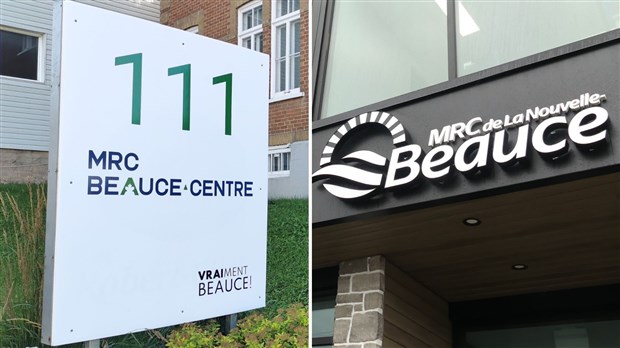 111
MRC
BEAUCE-CENTRE
VRAIMENT
BEAUCE!
MRC de La Nouvelle-
Beauce